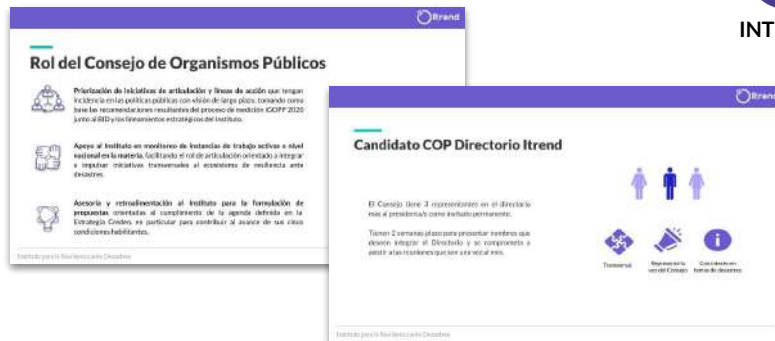 INT
Itrend
Rol del Consejo de Organismos Públicos
Priorización de iniciativas de articulación y líneas de acción que tengan
incidencia en las políticas públicas con visión de largo plazo, tomando como
base las recomendaciones resultantes del proceso de medición IGOPP 2020
junto al BID y los lineamientos estratégicos del Instituto.
Apoyo al Instituto en monitoreo de instancias de trabajo activas a nivel
nacional en la materia, facilitando el rol de articulación orientado a integrar
e impulsar iniciativas transversales al ecosistema de resiliencia ante
desastres.
Asesoría y retroalimentación al Instituto para la formulación de
propuestas orientadas al cumplimiento de la agenda definida en la
Estrategia Creden, en particular para contribuir al avance de sus cinco
condiciones habilitantes.
Instituto para la Resiliencia ante Desastres
Itrend
Candidato COP Directorio Itrend
El Consejo tiene 3 representantes en el directorio
más el presidente/a como invitado permanente.
Tienen 2 semanas plazo para presentar nombres que
deseen integrar el Directorio y se comprometa a
asistir a las reuniones que son una vez al mes.
Transversal
Representa la
voz del Consejo
Conocimiento en
temas de desastres
Instituto para la Resiliencia ante Desastres